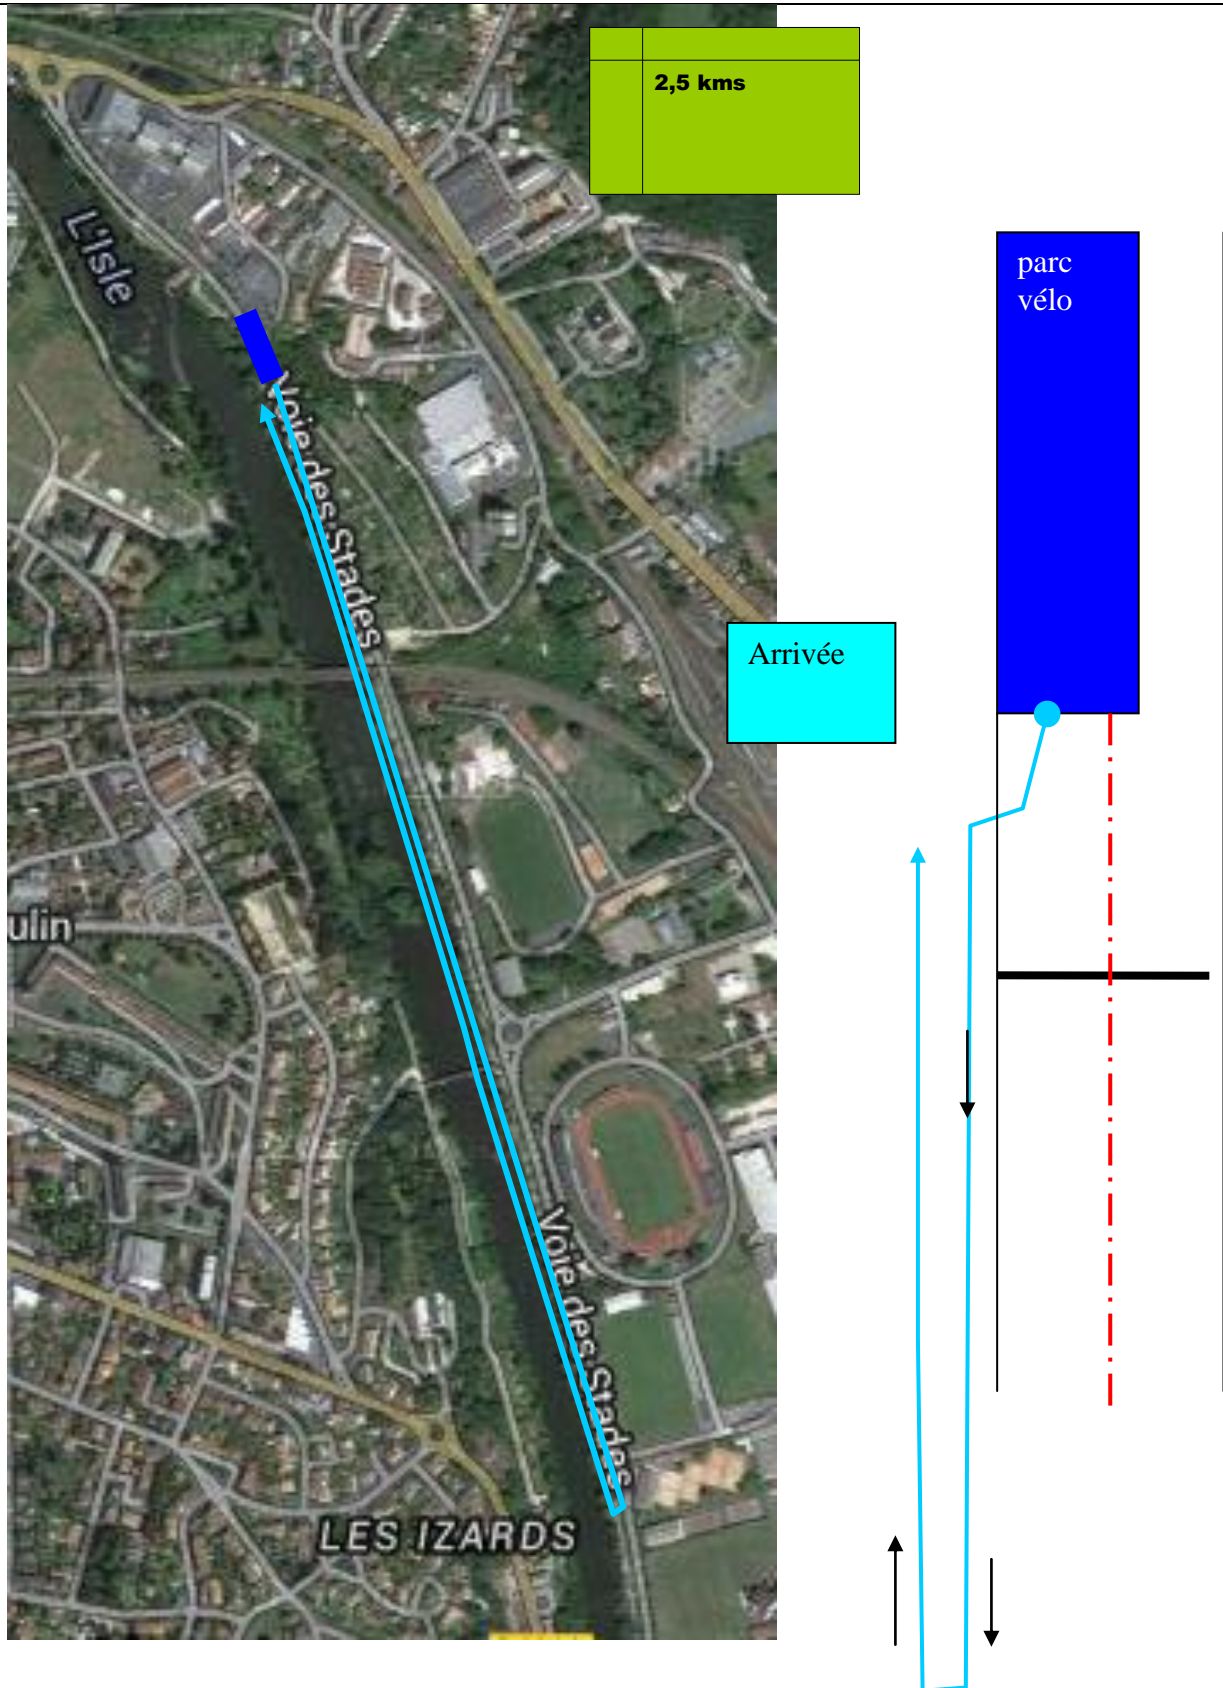 2,5 kms
parc
vélo
L'Isle
Voie des Stades
Arrivée
ulin
Voie des Stades
LES IZARDS